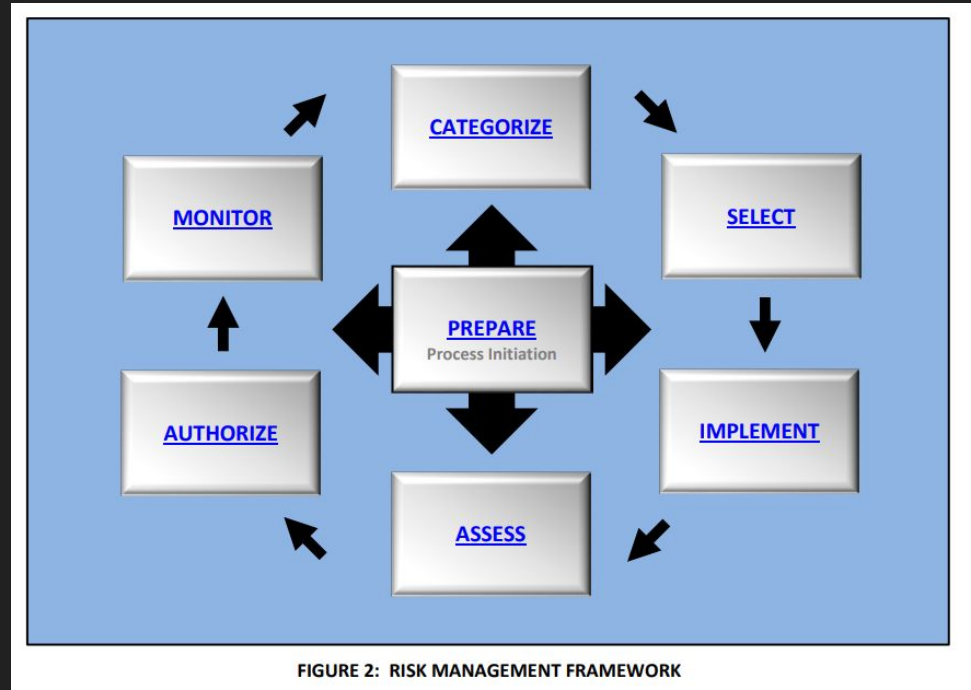 CATEGORIZE
SELECT
IMPLEMENT
ASSESS
AUTHORIZE
MONITOR
PREPARE
Process Initiation
FIGURE 2: RISK MANAGEMENT FRAMEWORK